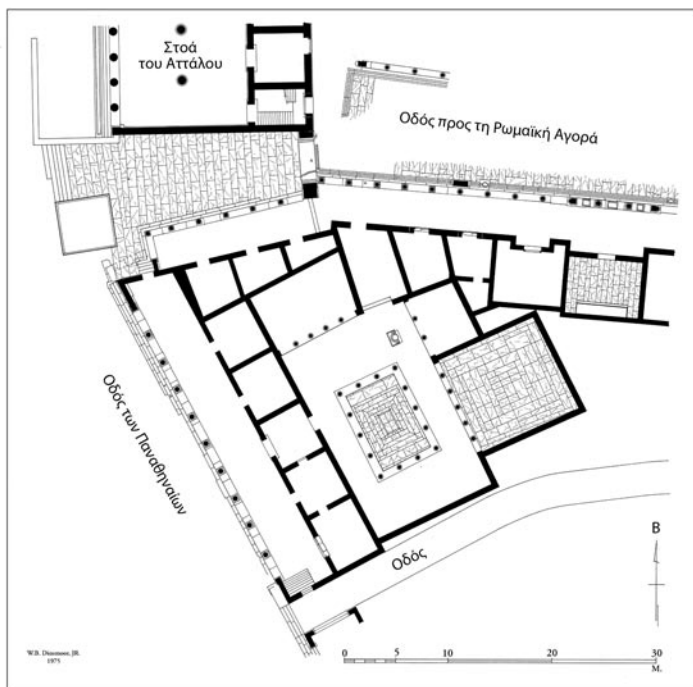 Στοά
του Αττάλου
Οδός προς τη Ρωμαϊκή Αγορά
Οδός των Παναθηναίων
Οδός
Β
W.B. Dinsmoor, JR.
1975
0 5 10 20 30
Μ.